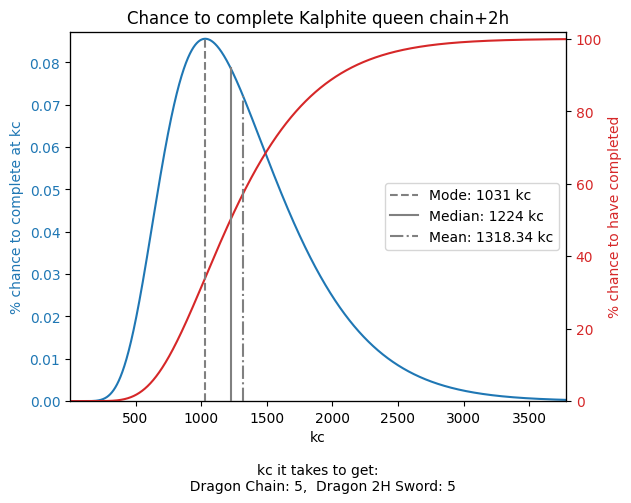 Chance to complete Kalphite queen chain+2h
% chance to complete at kc
0.08
0.07
0.06
0.05
0.04
0.03
0.02
0.01
0.00
500
1000
1500
2000
2500
3000
3500
kc
Mode: 1031 kc
Median: 1224 kc
Mean: 1318.34 kc
100
80
60
40
20
0
% chance to have completed
kc it takes to get:
Dragon Chain: 5,  Dragon 2H Sword: 5